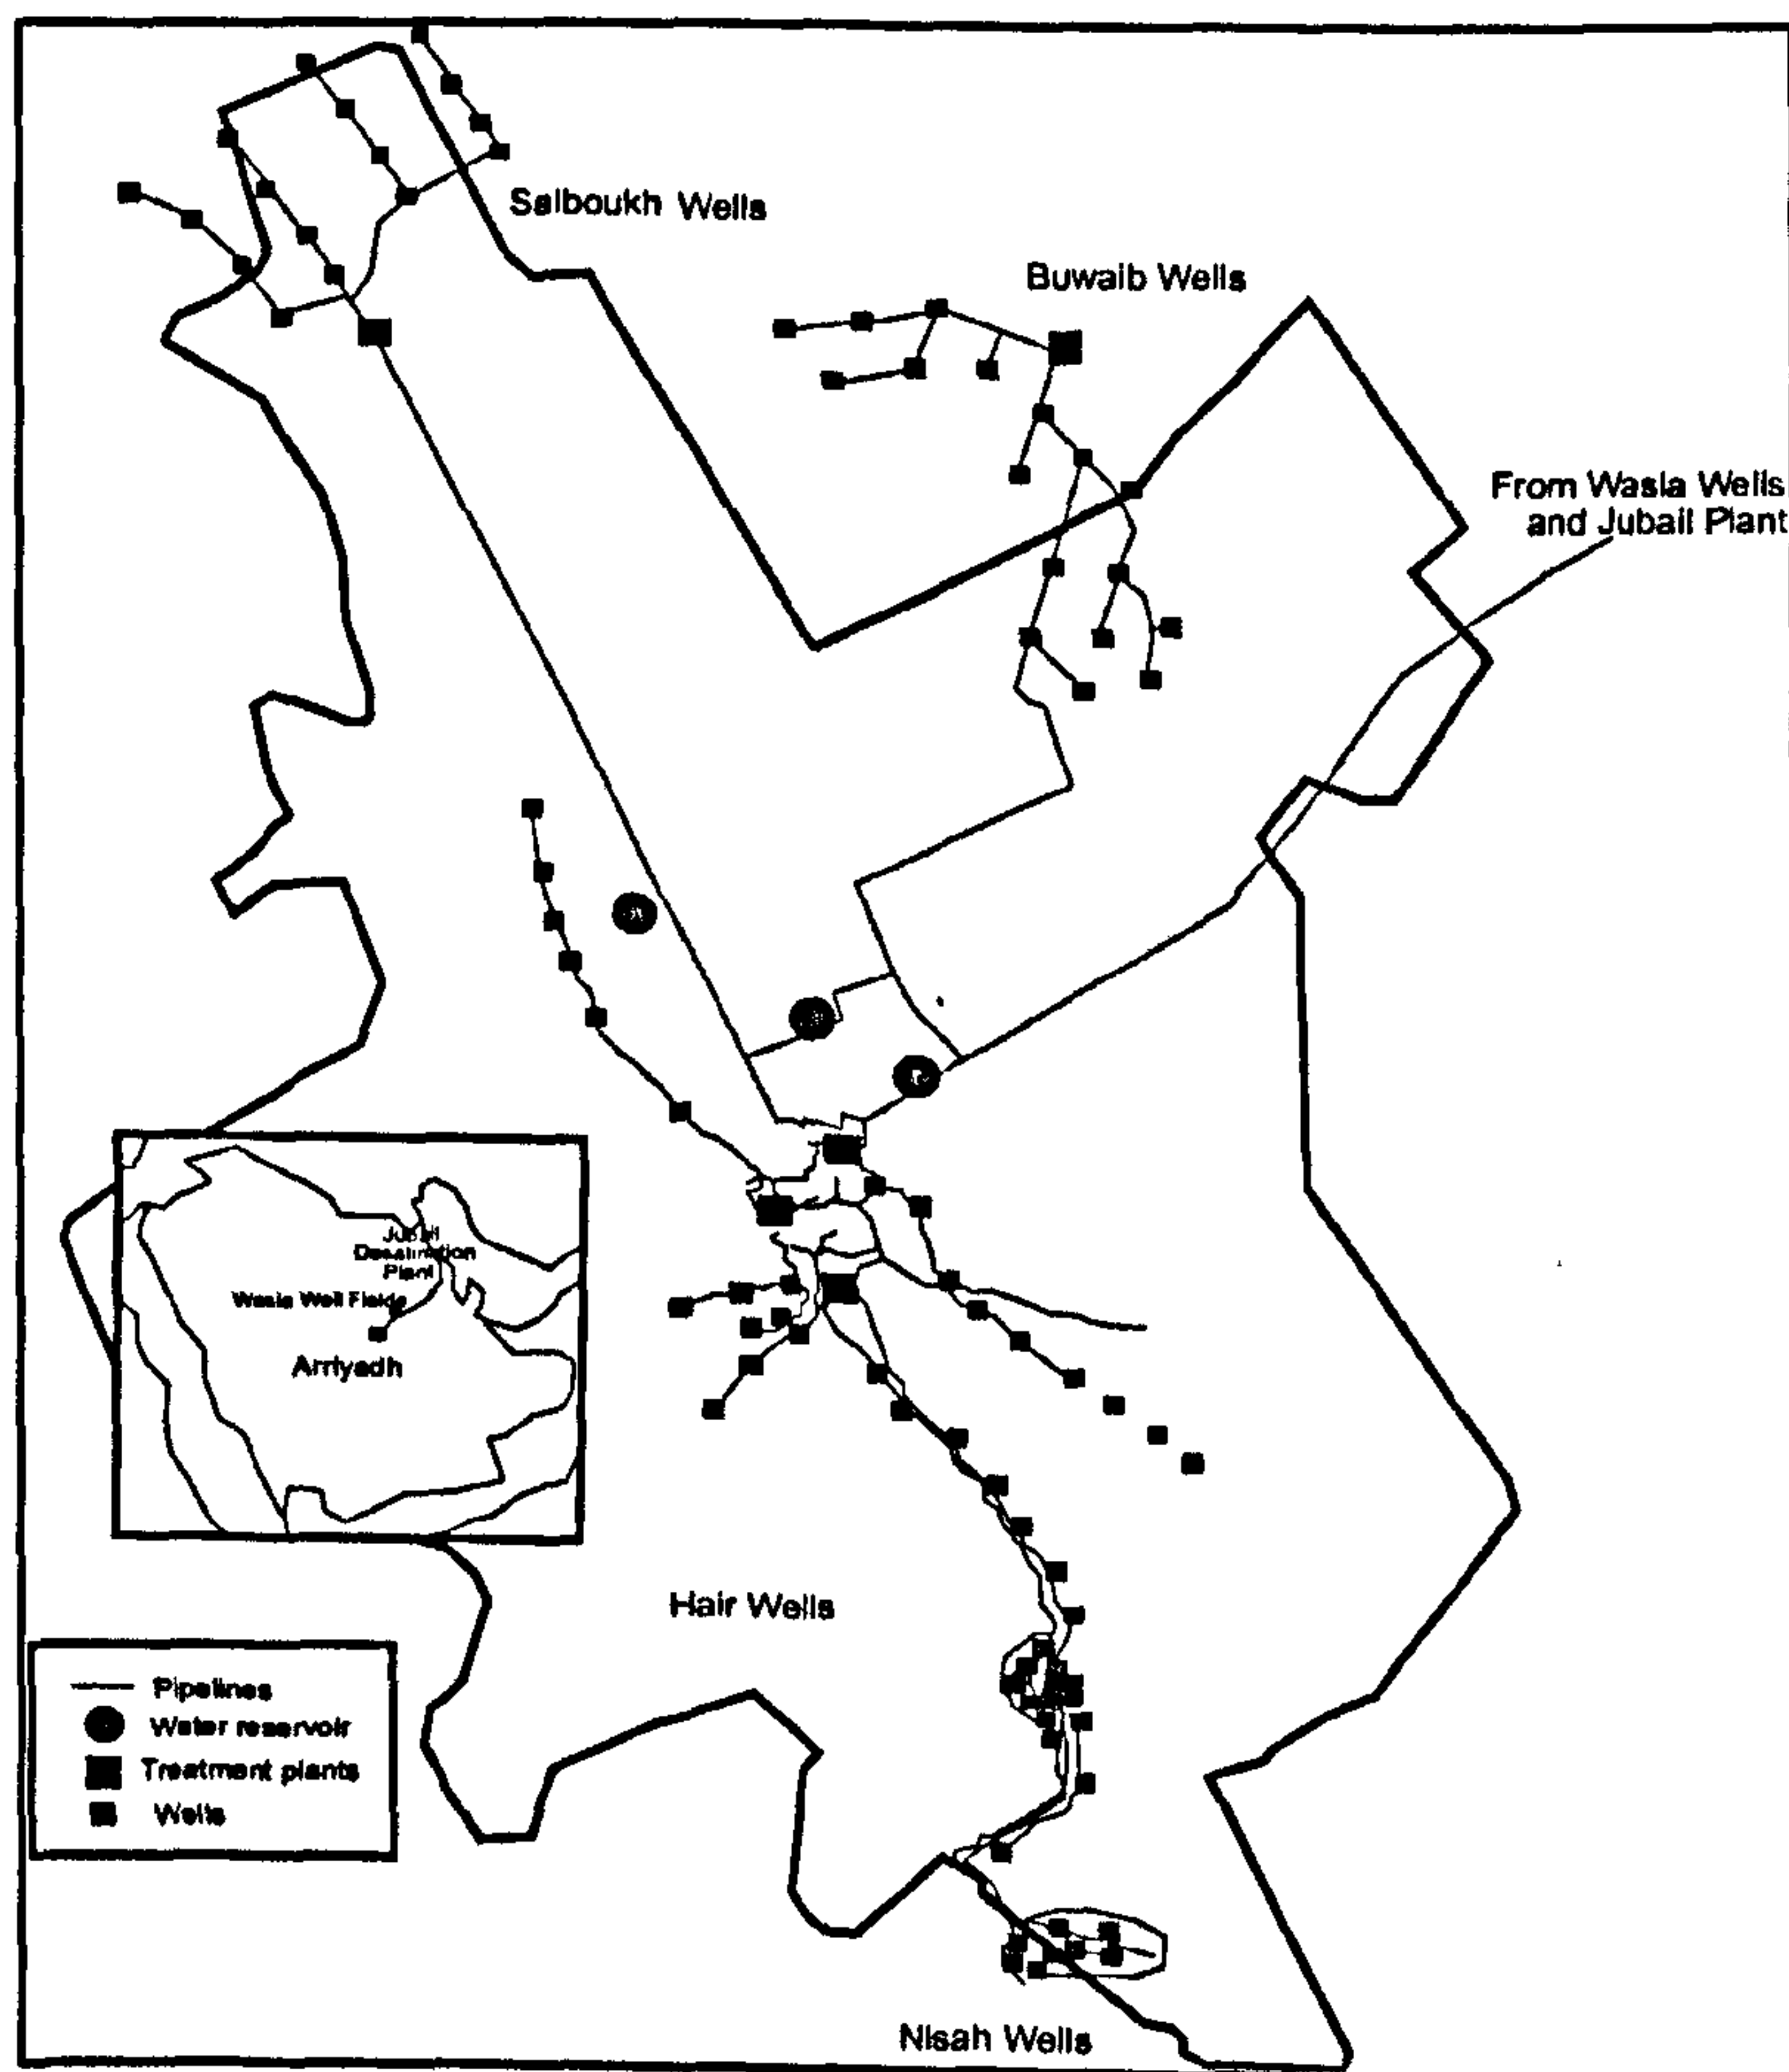 Salboukh Wells
Buwaib Wells
From Wasia Wells
and Jubail Plant
Jubail
Desalination
Plant
Wasia Well Fields
Arriyadh
Hair Wells
Pipelines
Water reservoir
Treatment plants
Wells
Nisah Wells